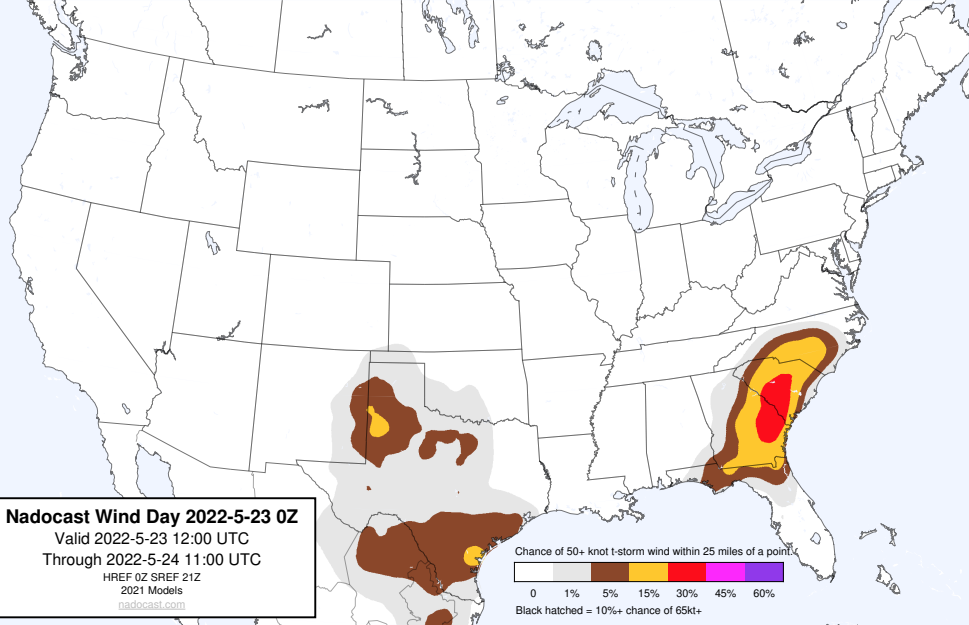 Nadocast Wind Day 2022-5-23 0Z
Valid 2022-5-23 12:00 UTC
Through 2022-5-24 11:00 UTC
HREF 0Z SREF 21Z
2021 Models
nadocast.com
Chance of 50+ knot t-storm wind within 25 miles of a point.
0 1% 5% 15% 30% 45% 60%
Black hatched = 10%+ chance of 65kt+